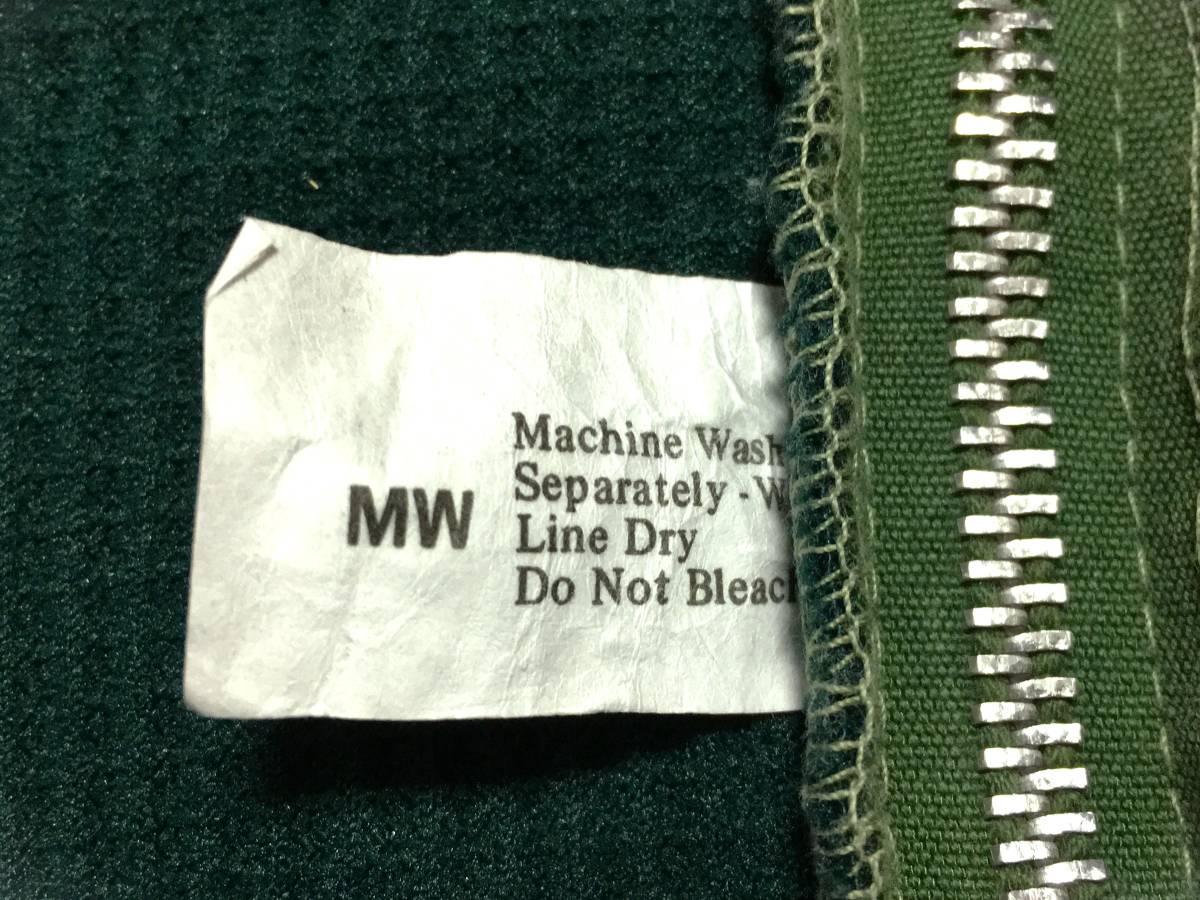 MW
Machine Wash
Separately - W
Line Dry
Do Not Bleach